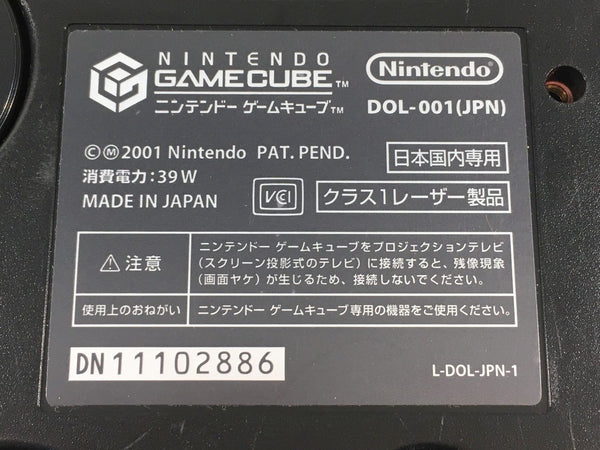 NINTENDO
GAMECUBE™
ニンテンドー ゲームキューブ™
Nintendo®
DOL-001(JPN)
©Ⓜ2001 Nintendo PAT. PEND.
消費電力:39W
MADE IN JAPAN
VCI
日本国内専用
クラス1レーザー製品
⚠注意
ニンテンドー ゲームキューブをプロジェクションテレビ
(スクリーン投影式のテレビ)に接続すると、残像現象
(画面ヤケ)が生じるため、接続しないでください。
使用上のおねがい
ニンテンドー ゲームキューブ専用の機器をご使用ください。
DN11102886
L-DOL-JPN-1